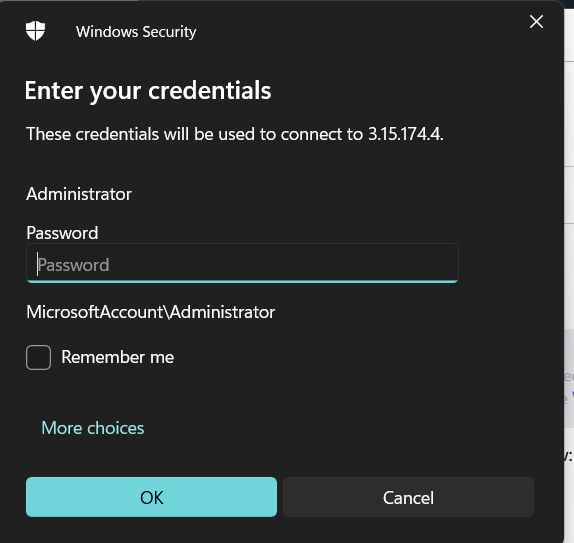 Windows Security
Enter your credentials
These credentials will be used to connect to 3.15.174.4.
Administrator
Password
Password
MicrosoftAccount\Administrator
Remember me
More choices
OK
Cancel